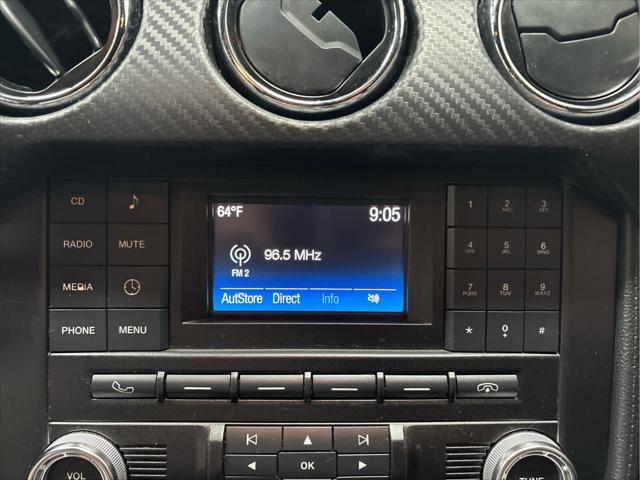 CD
RADIO MUTE
MEDIA
PHONE MENU
64°F 9:05
96.5 MHz
FM 2
AutStore Direct Info
1 2 ABC 3 DEF
4 GHI 5 JKL 6 MNO
7 PQRS 8 TUV 9 WXYZ
* 0 + #
OK
VOL TUNE